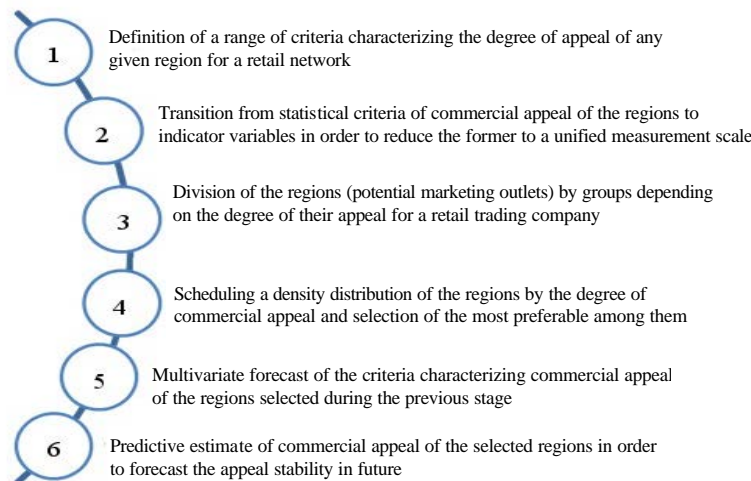 1
Definition of a range of criteria characterizing the degree of appeal of any
given region for a retail network
2
Transition from statistical criteria of commercial appeal of the regions to
indicator variables in order to reduce the former to a unified measurement scale
3
Division of the regions (potential marketing outlets) by groups depending
on the degree of their appeal for a retail trading company
4
Scheduling a density distribution of the regions by the degree of
commercial appeal and selection of the most preferable among them
5
Multivariate forecast of the criteria characterizing commercial appeal
of the regions selected during the previous stage
6
Predictive estimate of commercial appeal of the selected regions in order
to forecast the appeal stability in future